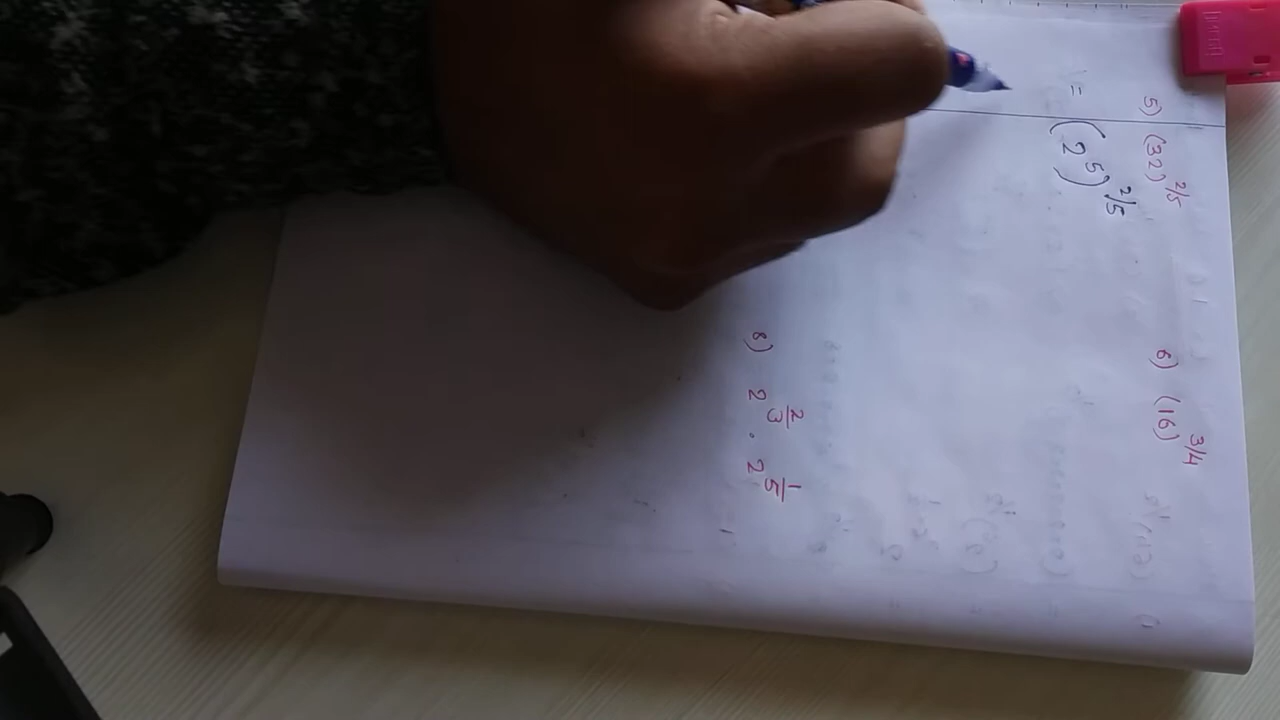 5) (32)^2/5 6) (16)^3/4
= (2^5)^2/5
8) 2^2/3 . 2^1/5